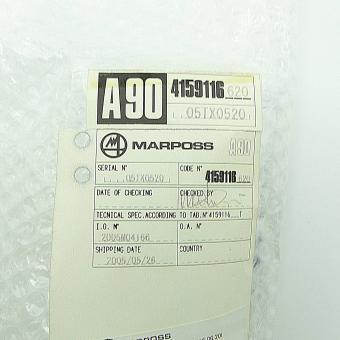 A90 4159116 620
..05IX0520.
MARPOSS A90
SERIAL N° CODE N°
...05IX0520. 4159116 620
DATE OF CHECKING CHECKED BY
TECNICAL SPEC.ACCORDING TO TAB.N°4159116....T
I.O. N° O.A. N°
2005M04166
SHIPPING DATE COUNTRY
2005/05/26
MARPOSS